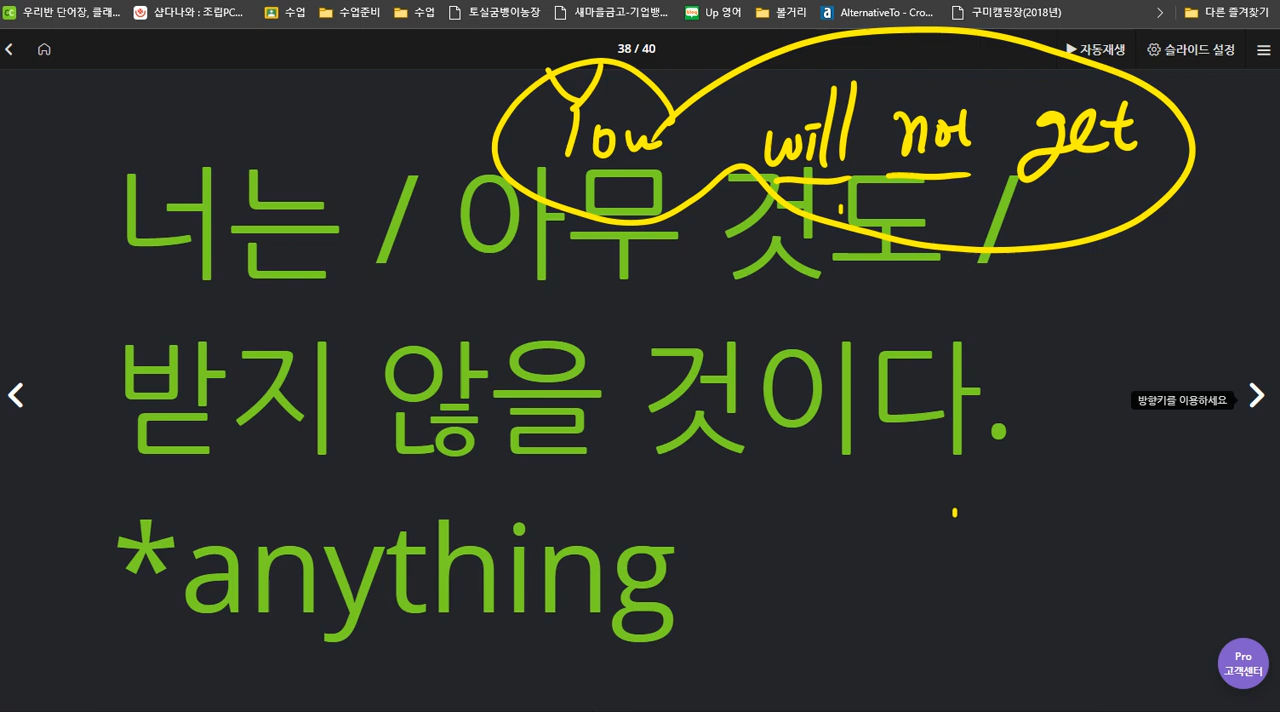 우리반 단어장, 클래... 샵다나와 : 조립PC... 수업 수업준비 수업 토실굼벵이농장 새마을금고-기업뱅... Up 영어 볼거리 AlternativeTo - Cro... 구미캠핑장(2018년) 다른 즐겨찾기
38 / 40 자동재생 슬라이드 설정
You will not get
너는 / 아무 것도 /
받지 않을 것이다.
방향키를 이용하세요
*anything
Pro
고객센터